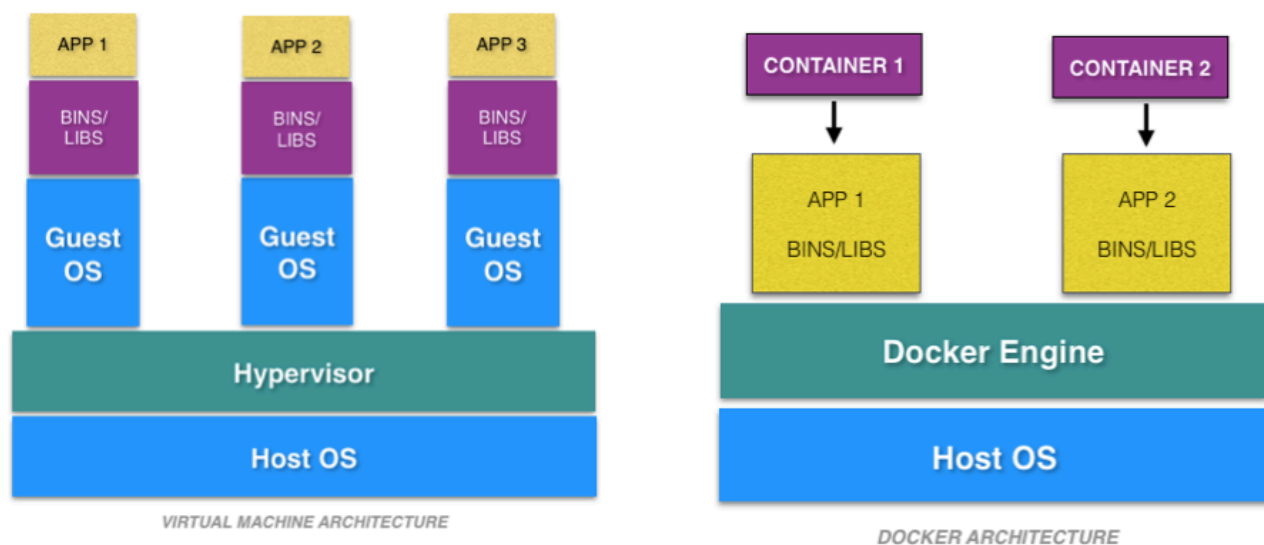 APP 1
APP 2
APP 3
BINS/
LIBS
BINS/
LIBS
BINS/
LIBS
Guest
OS
Guest
OS
Guest
OS
Hypervisor
Host OS
VIRTUAL MACHINE ARCHITECTURE
CONTAINER 1
CONTAINER 2
APP 1
BINS/LIBS
APP 2
BINS/LIBS
Docker Engine
Host OS
DOCKER ARCHITECTURE